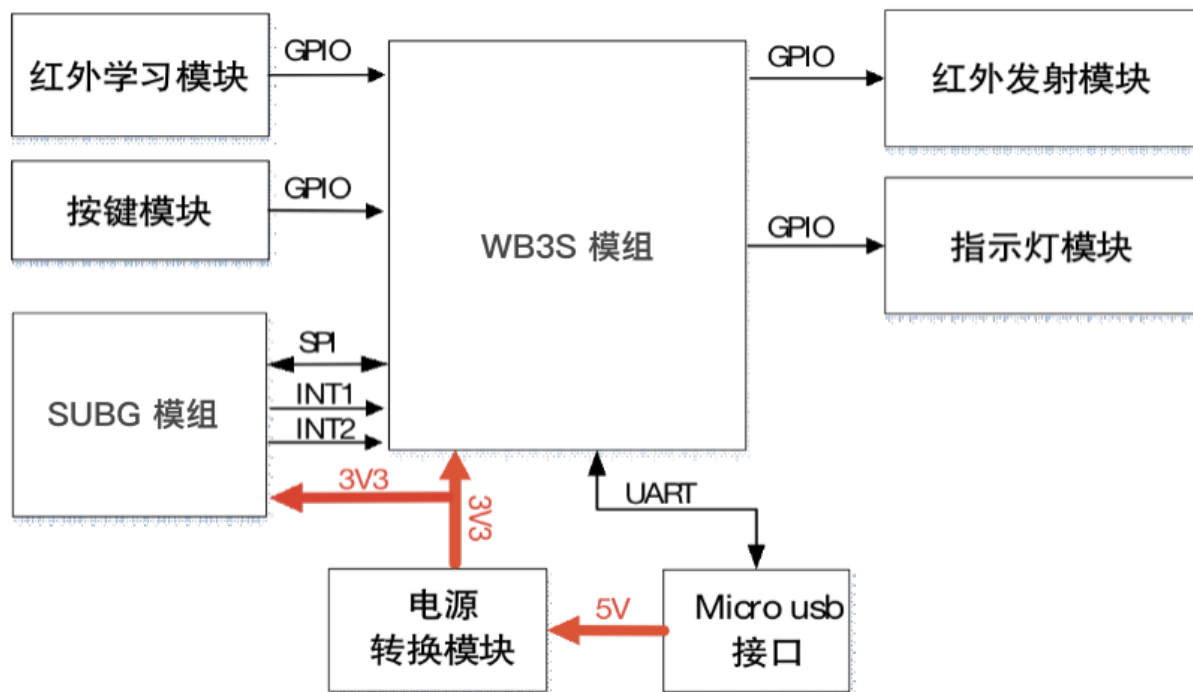 GPIO
红外学习模块
GPIO
红外发射模块
GPIO
按键模块
WB3S 模组
GPIO
指示灯模块
SPI
INT1
SUBG 模组
INT2
3V3
3V3
UART
电源
转换模块
5V
Micro usb
接口